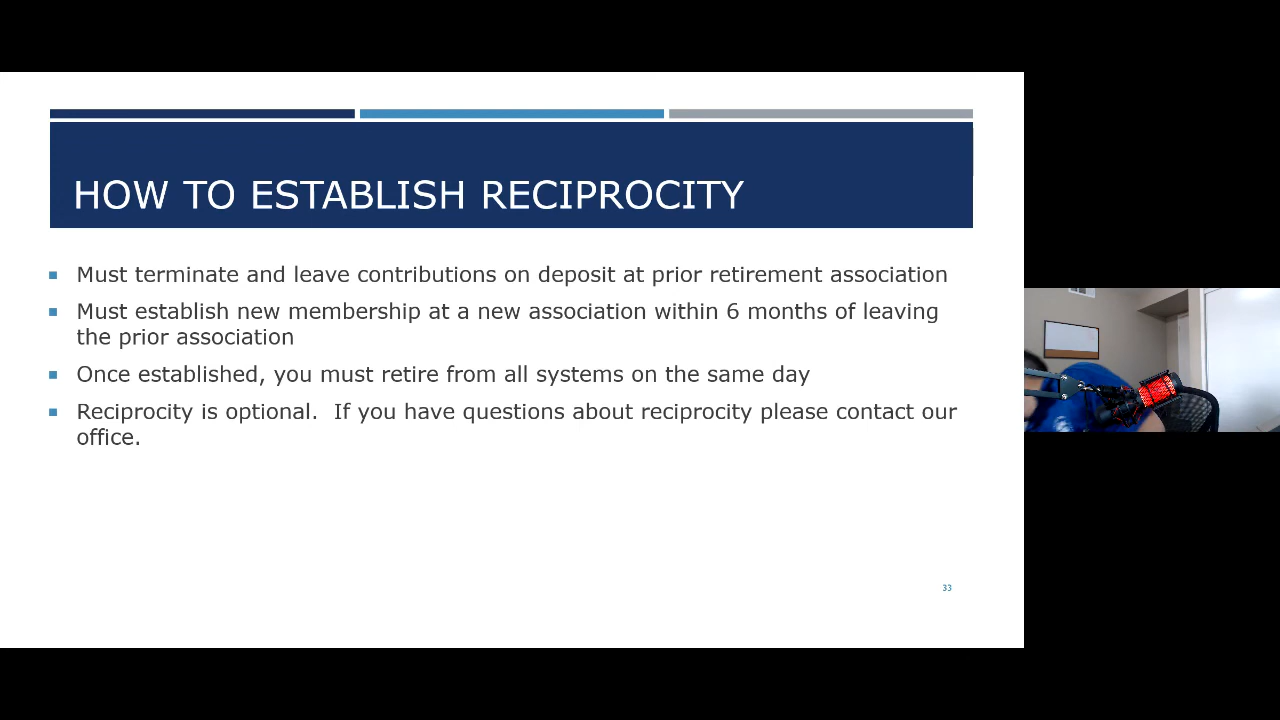 HOW TO ESTABLISH RECIPROCITY
Must terminate and leave contributions on deposit at prior retirement association
Must establish new membership at a new association within 6 months of leaving
the prior association
Once established, you must retire from all systems on the same day
Reciprocity is optional.  If you have questions about reciprocity please contact our
office.
33